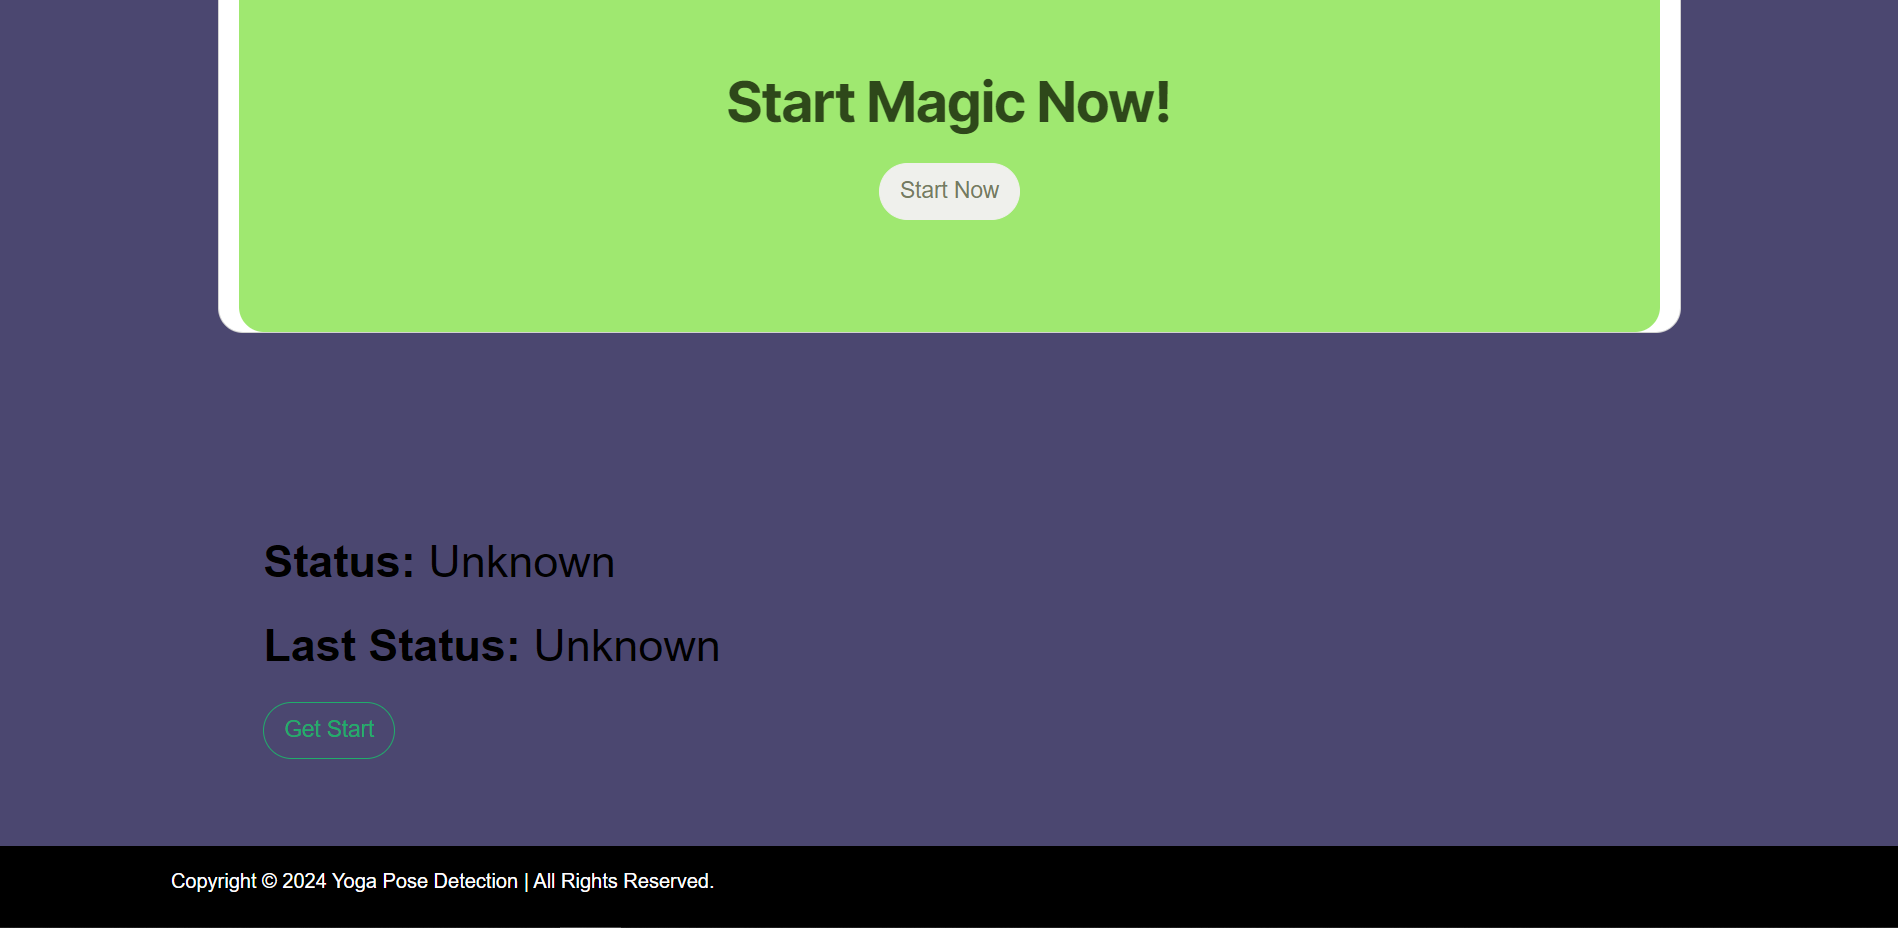 Start Magic Now!
Start Now
Status: Unknown
Last Status: Unknown
Get Start
Copyright © 2024 Yoga Pose Detection | All Rights Reserved.